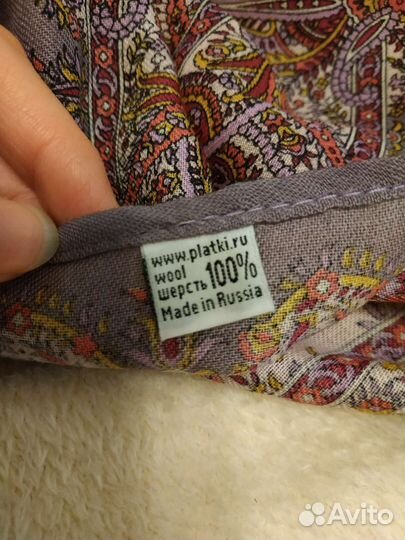 www.platki.ru
wool
шерсть 100%
Made in Russia
Avito